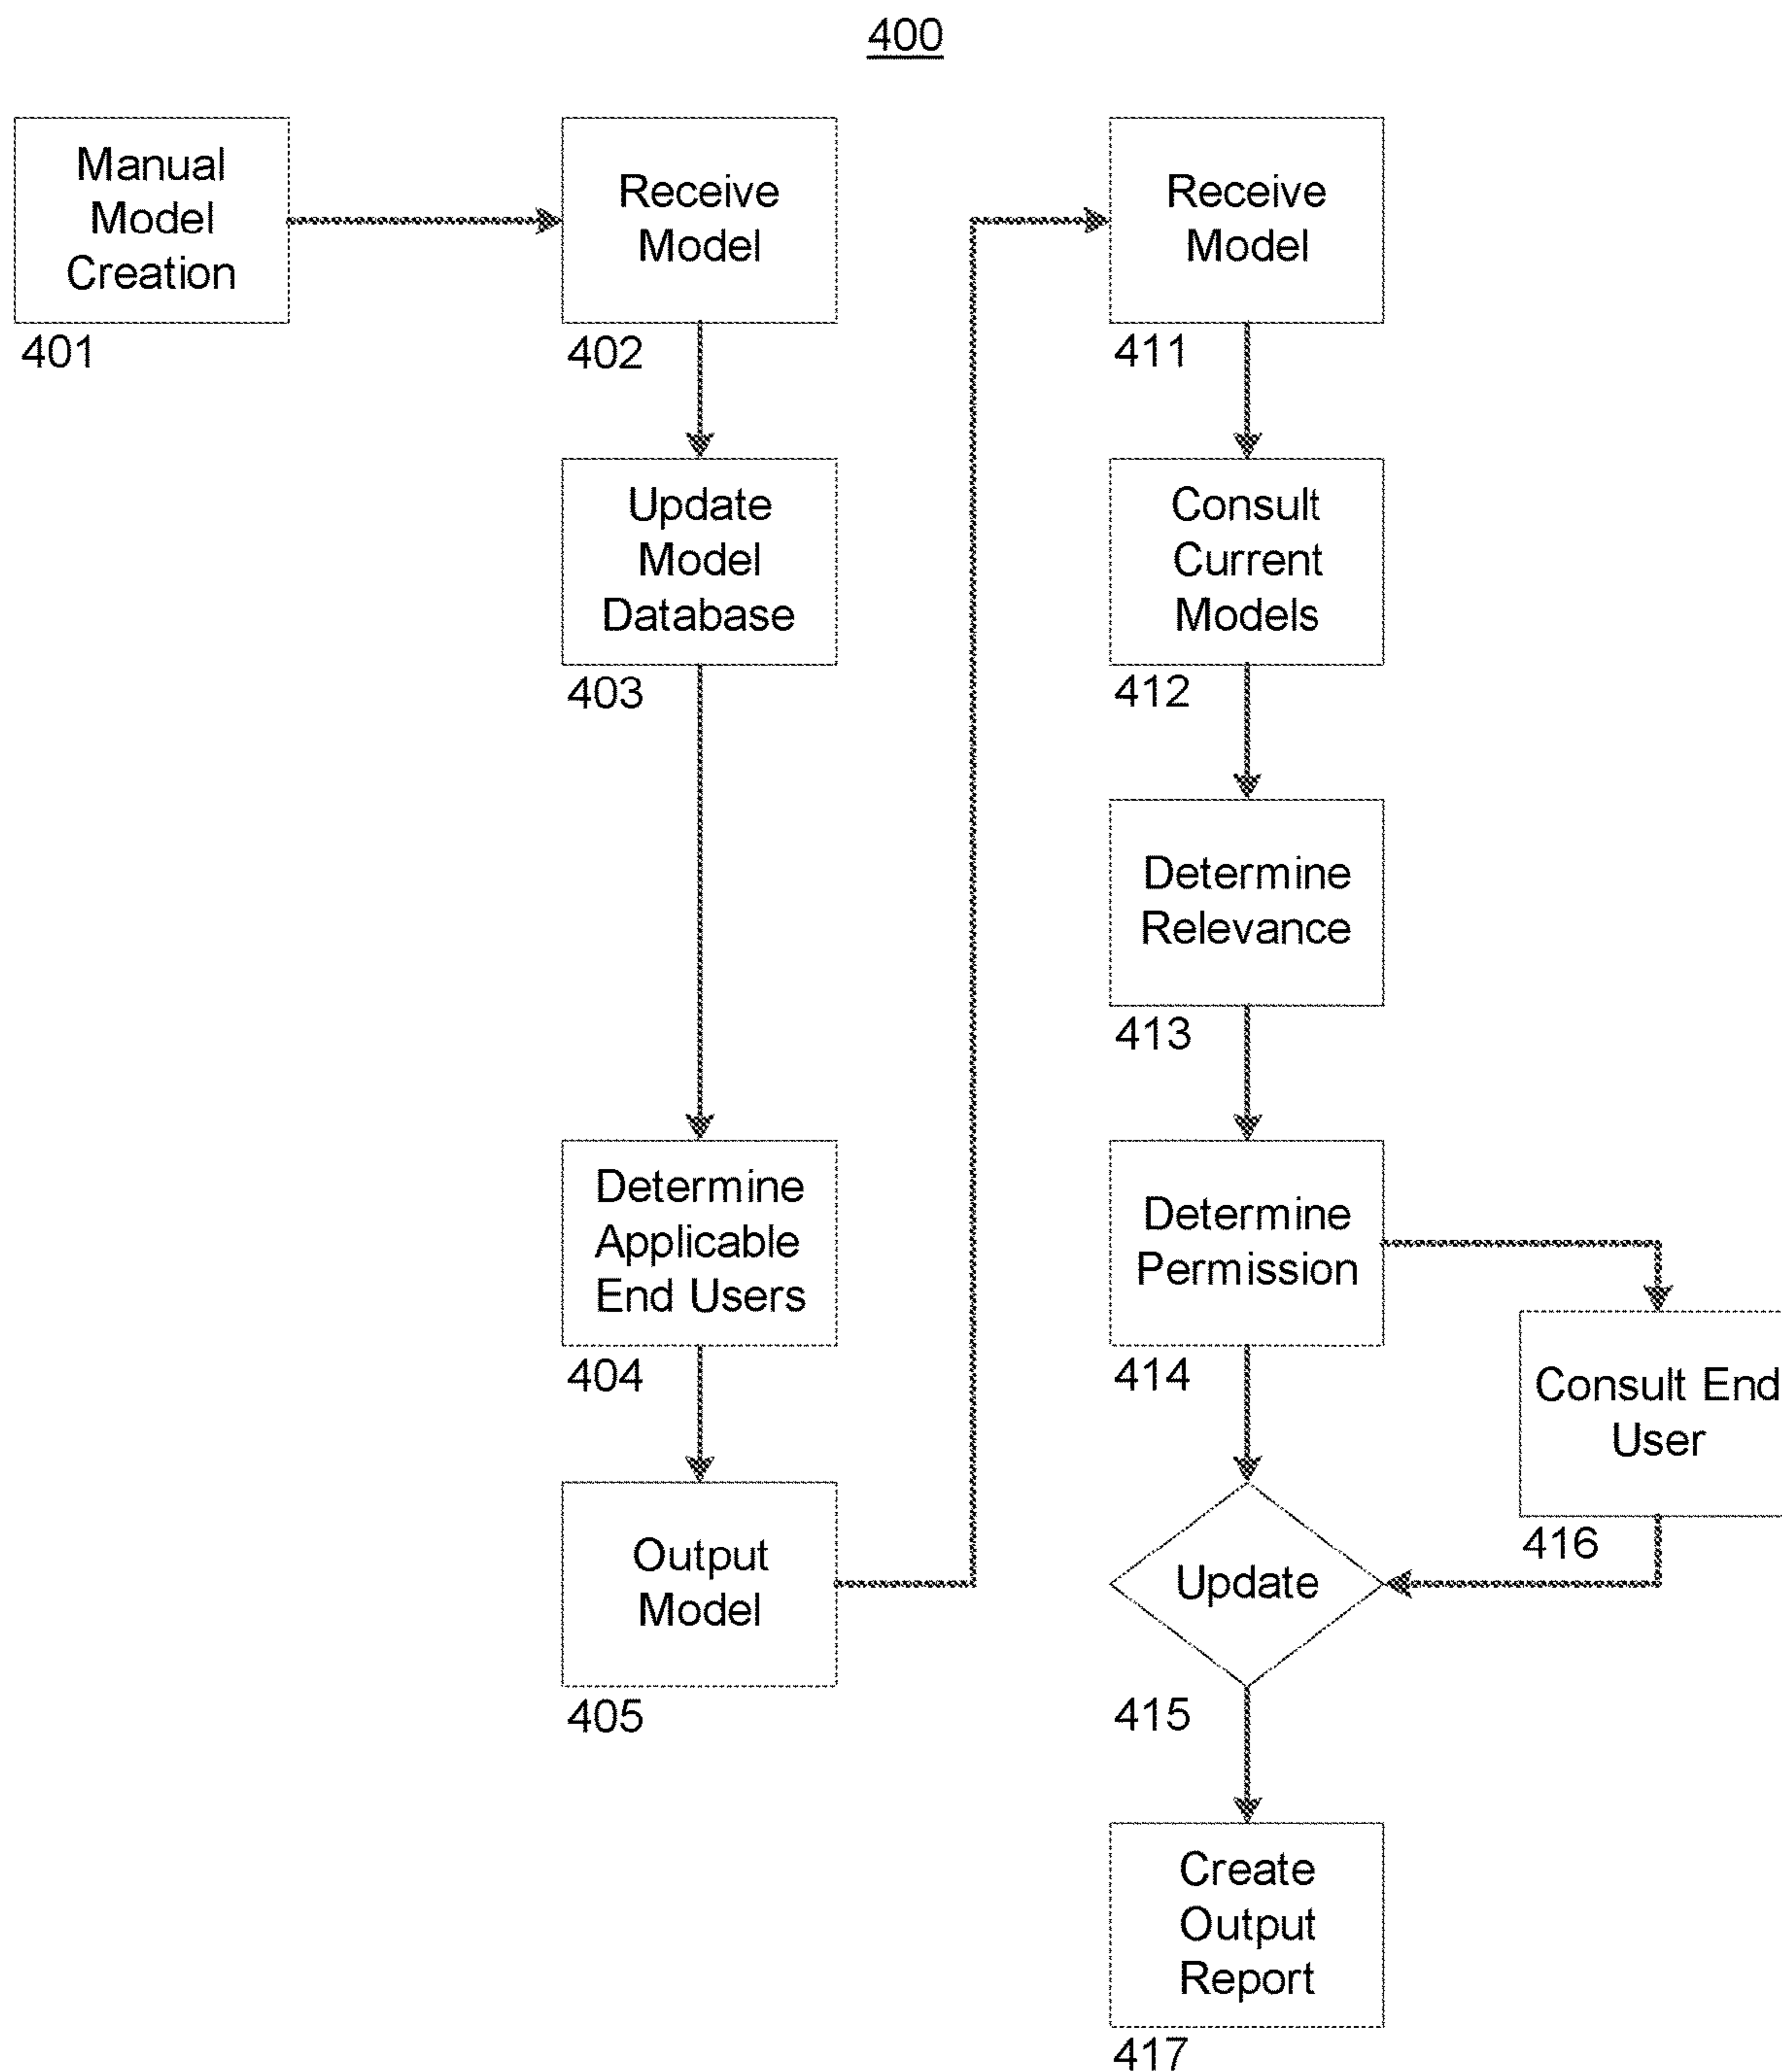 400
Manual
Model
Creation
401
Receive
Model
402
Update
Model
Database
403
Determine
Applicable
End Users
404
Output
Model
405
Receive
Model
411
Consult
Current
Models
412
Determine
Relevance
413
Determine
Permission
414
Consult End
User
416
Update
415
Create
Output
Report
417